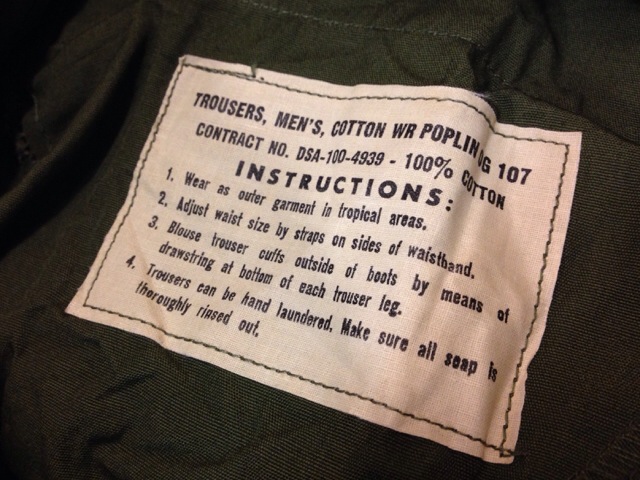 TROUSERS, MEN'S, COTTON WR POPLIN OG 107
CONTRACT NO. DSA-100-4939 - 100% COTTON
INSTRUCTIONS:
1. Wear as outer garment in tropical areas.
2. Adjust waist size by straps on sides of waistband.
3. Blouse trouser cuffs outside of boots by means of
drawstring at bottom of each trouser leg.
4. Trousers can be hand laundered. Make sure all soap is
thoroughly rinsed out.